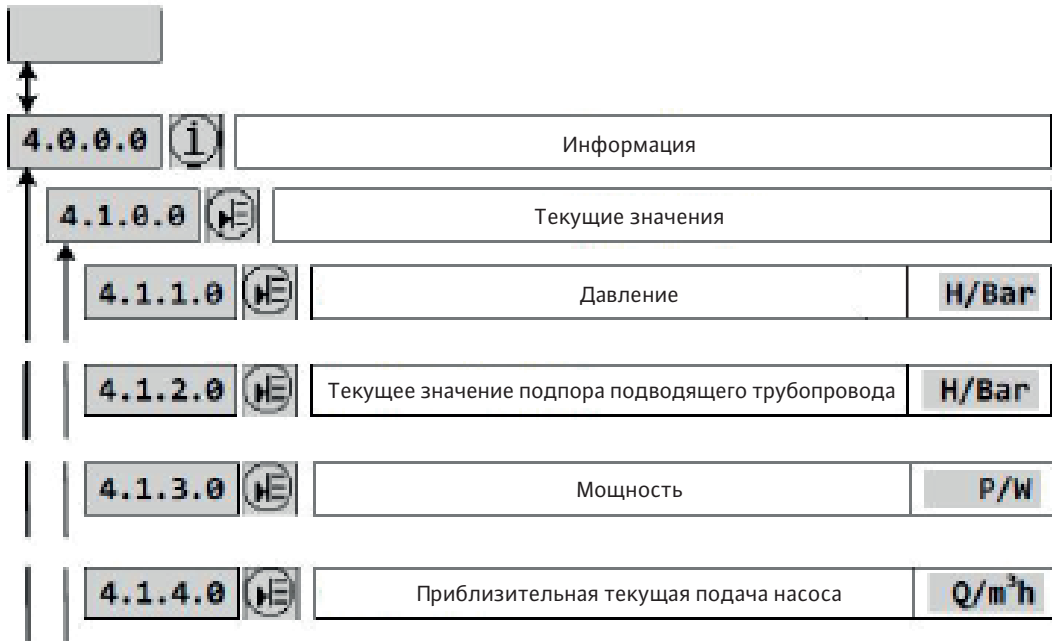 4.0.0.0 i Информация
4.1.0.0 Текущие значения
4.1.1.0 Давление H/Bar
4.1.2.0 Текущее значение подпора подводящего трубопровода H/Bar
4.1.3.0 Мощность P/W
4.1.4.0 Приблизительная текущая подача насоса Q/m³h